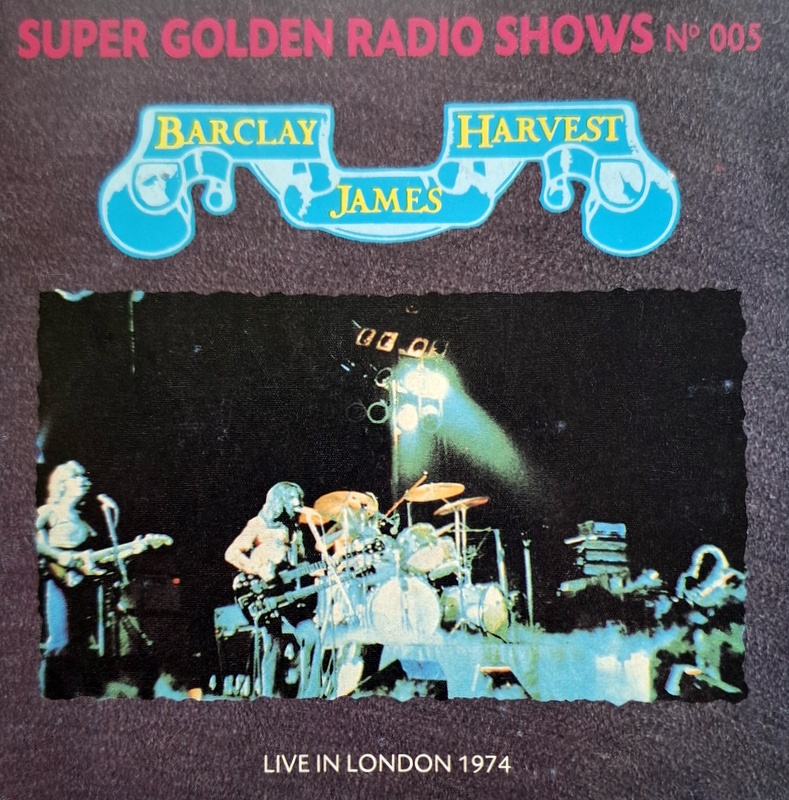 SUPER GOLDEN RADIO SHOWS Nº 005
BARCLAY HARVEST
JAMES
LIVE IN LONDON 1974